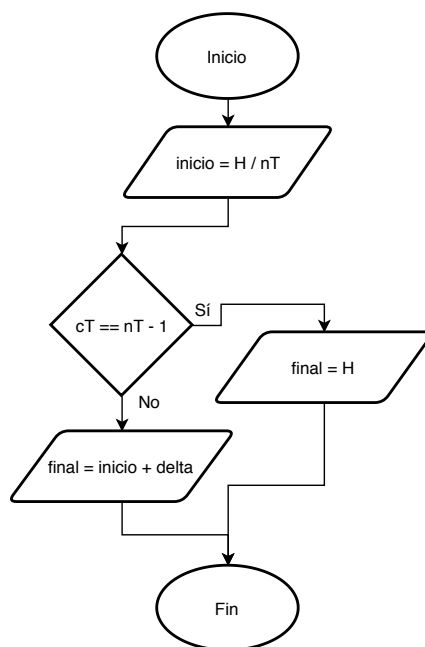 Inicio
inicio = H / nT
cT == nT - 1
Sí
final = H
No
final = inicio + delta
Fin